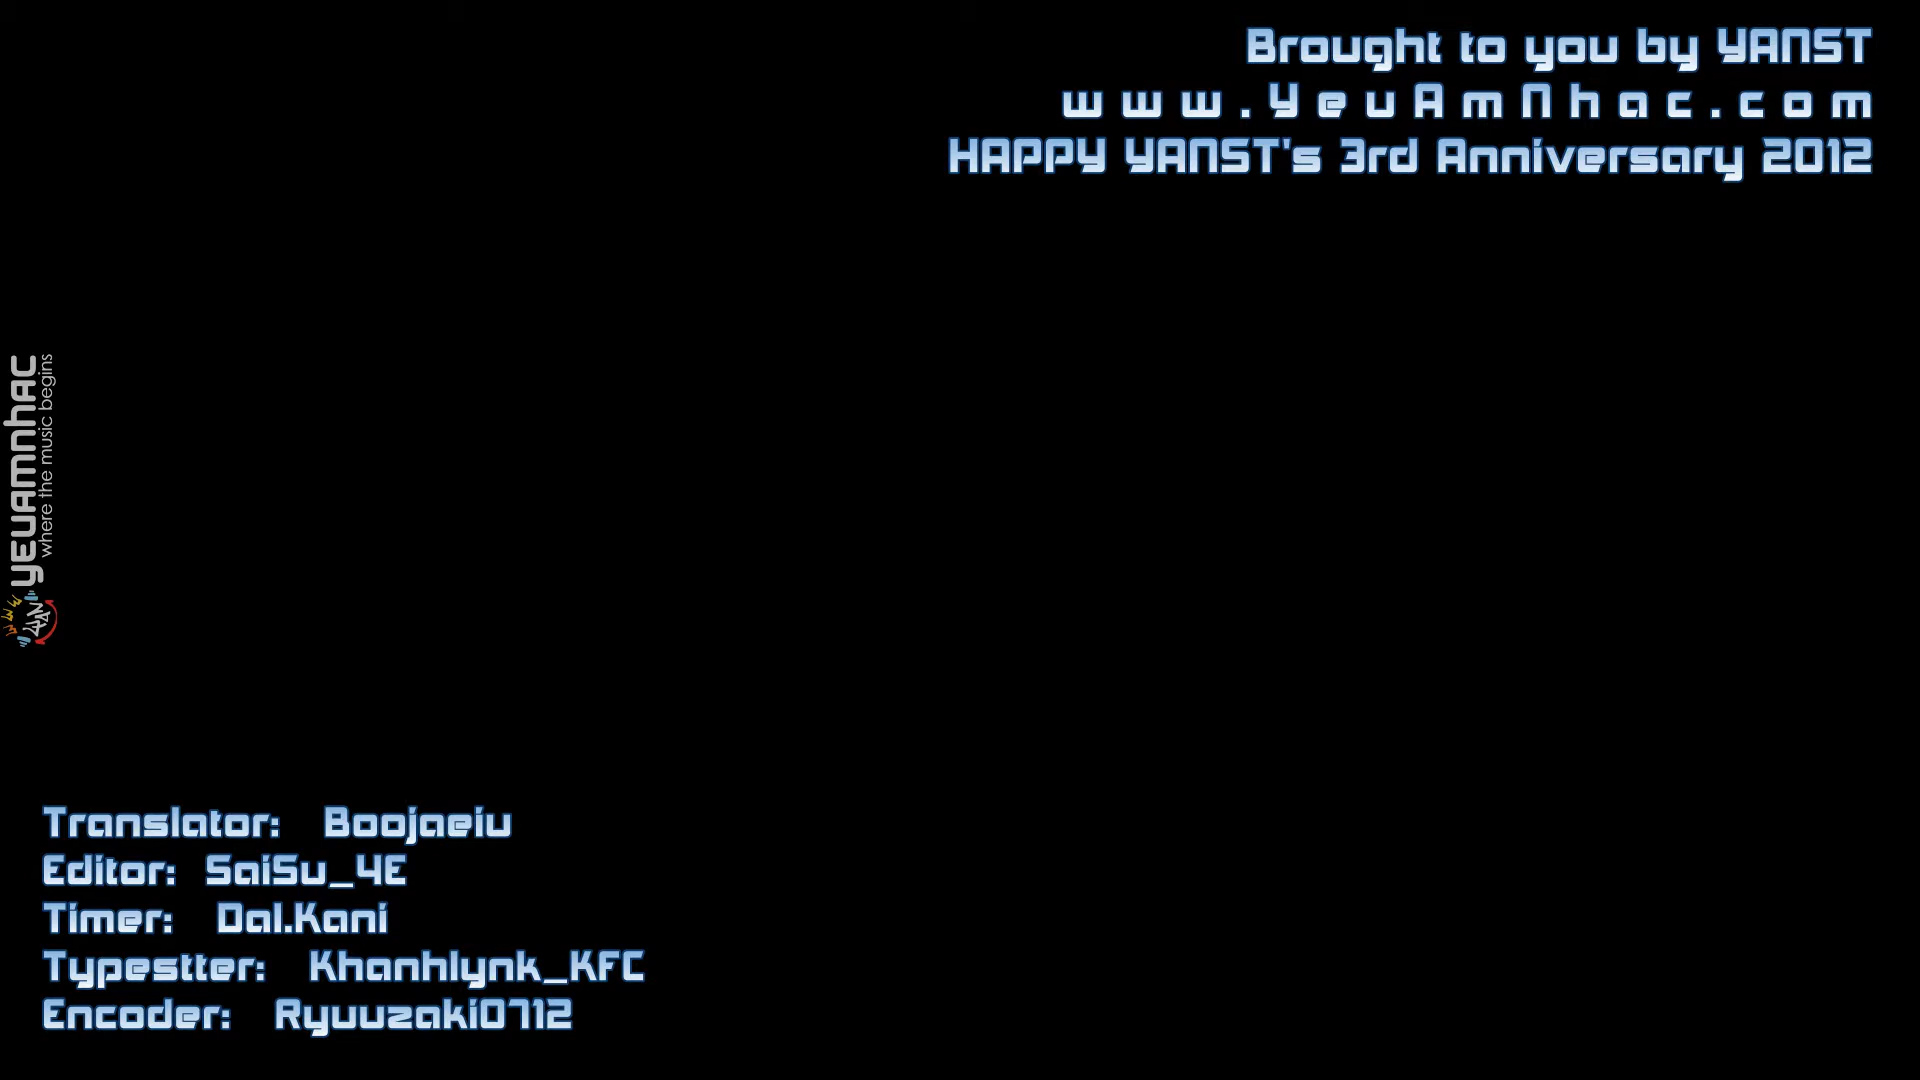 Brought to you by YANST
www.YeuAmNhac.com
HAPPY YANST's 3rd Anniversary 2012
YEUAMNHAC
where the music begins
YAN
Translator: Boojaeiu
Editor: SaiSu_4E
Timer: Dal.Kani
Typestter: Khanhlynk_KFC
Encoder: Ryuuzaki0712